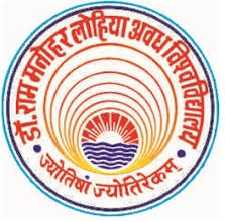 डॉ. राम मनोहर लोहिया अवध विश्वविद्यालय
ज्योतिषां ज्योतिरेकम्